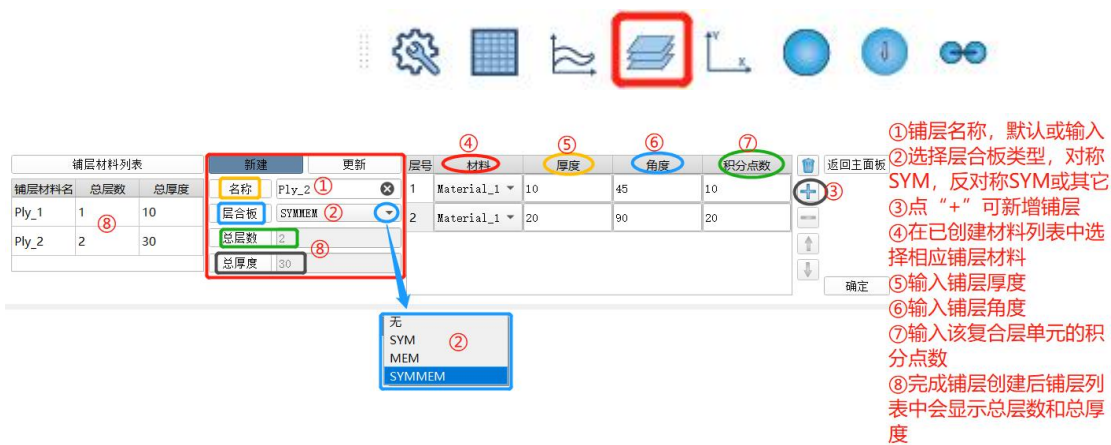 Y
X
铺层材料列表
铺层材料名 总层数 总厚度
Ply_1 1 10
Ply_2 2 30
⑧
新建 更新
名称 Ply_2 ①
层合板 SYMMEM ②
总层数 2
⑧
总厚度 30
④ ⑤ ⑥ ⑦
层号 材料 厚度 角度 积分点数
1 Material_1 10 45 10
2 Material_1 20 90 20
返回主面板
③
确定
无
SYM
MEM
SYMMEM
②
①铺层名称，默认或输入
②选择层合板类型，对称
SYM，反对称SYM或其它
③点“+”可新增铺层
④在已创建材料列表中选
择相应铺层材料
⑤输入铺层厚度
⑥输入铺层角度
⑦输入该复合层单元的积
分点数
⑧完成铺层创建后铺层列
表中会显示总层数和总厚
度